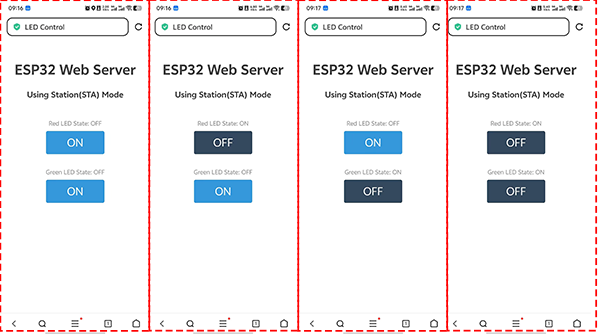 09:16
LED Control
ESP32 Web Server
Using Station(STA) Mode
Red LED State: OFF
ON
Green LED State: OFF
ON
1
09:16
LED Control
ESP32 Web Server
Using Station(STA) Mode
Red LED State: ON
OFF
Green LED State: OFF
ON
1
09:17
LED Control
ESP32 Web Server
Using Station(STA) Mode
Red LED State: OFF
ON
Green LED State: ON
OFF
09:17
LED Control
ESP32 Web Server
Using Station(STA) Mode
Red LED State: ON
OFF
Green LED State: ON
OFF